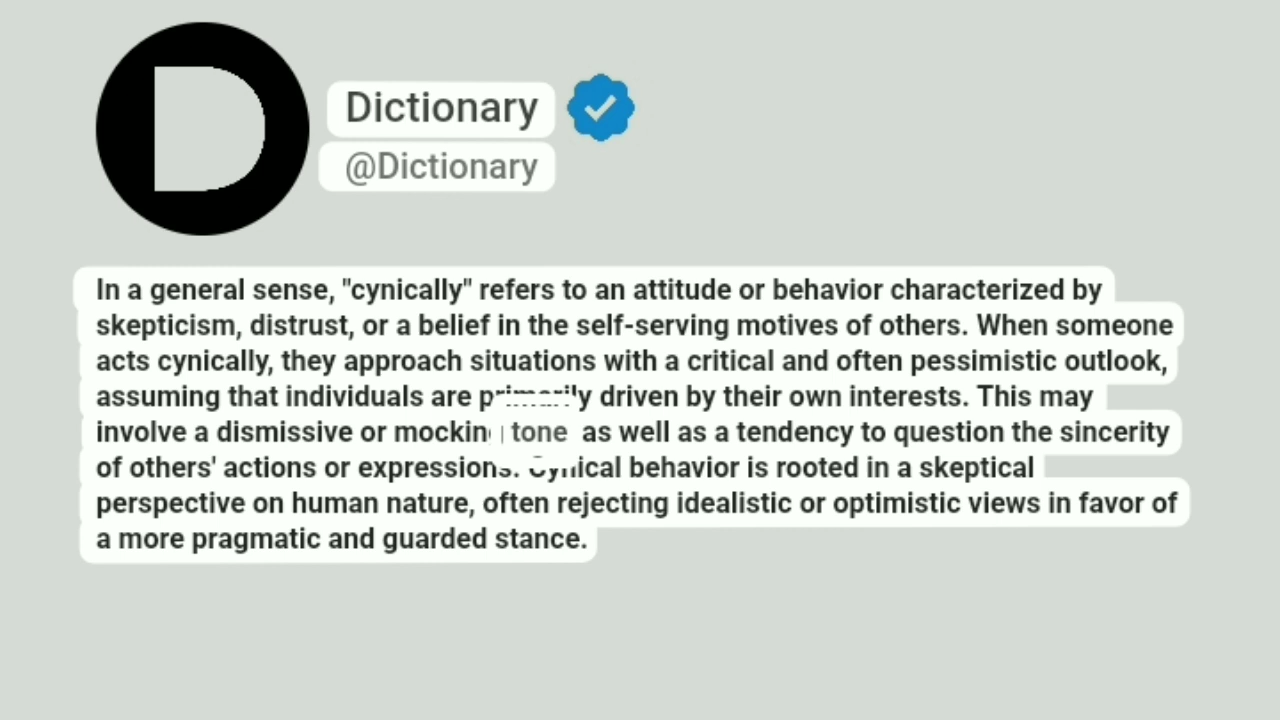 D
Dictionary
@Dictionary
In a general sense, "cynically" refers to an attitude or behavior characterized by
skepticism, distrust, or a belief in the self-serving motives of others. When someone
acts cynically, they approach situations with a critical and often pessimistic outlook,
assuming that individuals are primarily driven by their own interests. This may
involve a dismissive or mocking tone as well as a tendency to question the sincerity
of others' actions or expressions. Cynical behavior is rooted in a skeptical
perspective on human nature, often rejecting idealistic or optimistic views in favor of
a more pragmatic and guarded stance.